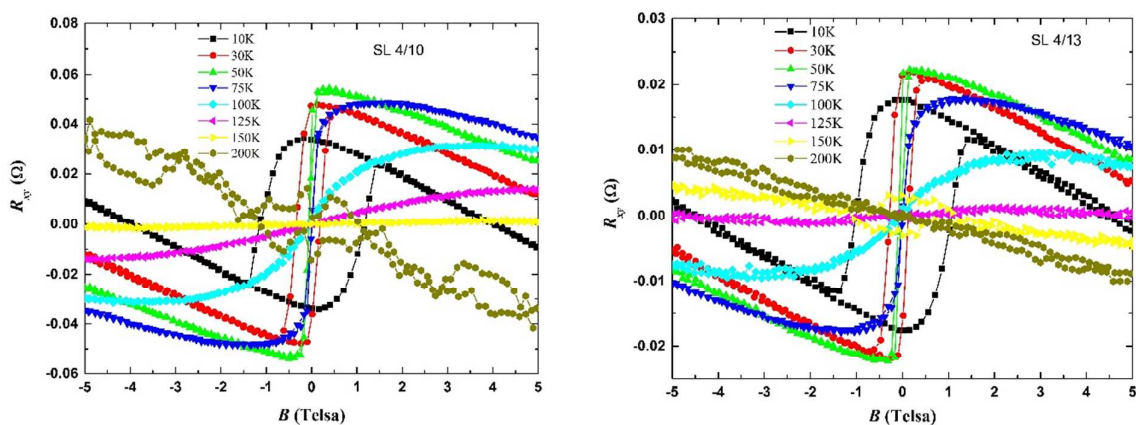 0.08
0.06
0.04
0.02
0.00
-0.02
-0.04
-0.06
Rxy (Ω)
10K
30K
50K
75K
100K
125K
150K
200K
SL 4/10
-5 -4 -3 -2 -1 0 1 2 3 4 5
B (Telsa)
0.03
0.02
0.01
0.00
-0.01
-0.02
Rxy (Ω)
10K
30K
50K
75K
100K
125K
150K
200K
SL 4/13
-5 -4 -3 -2 -1 0 1 2 3 4 5
B (Telsa)